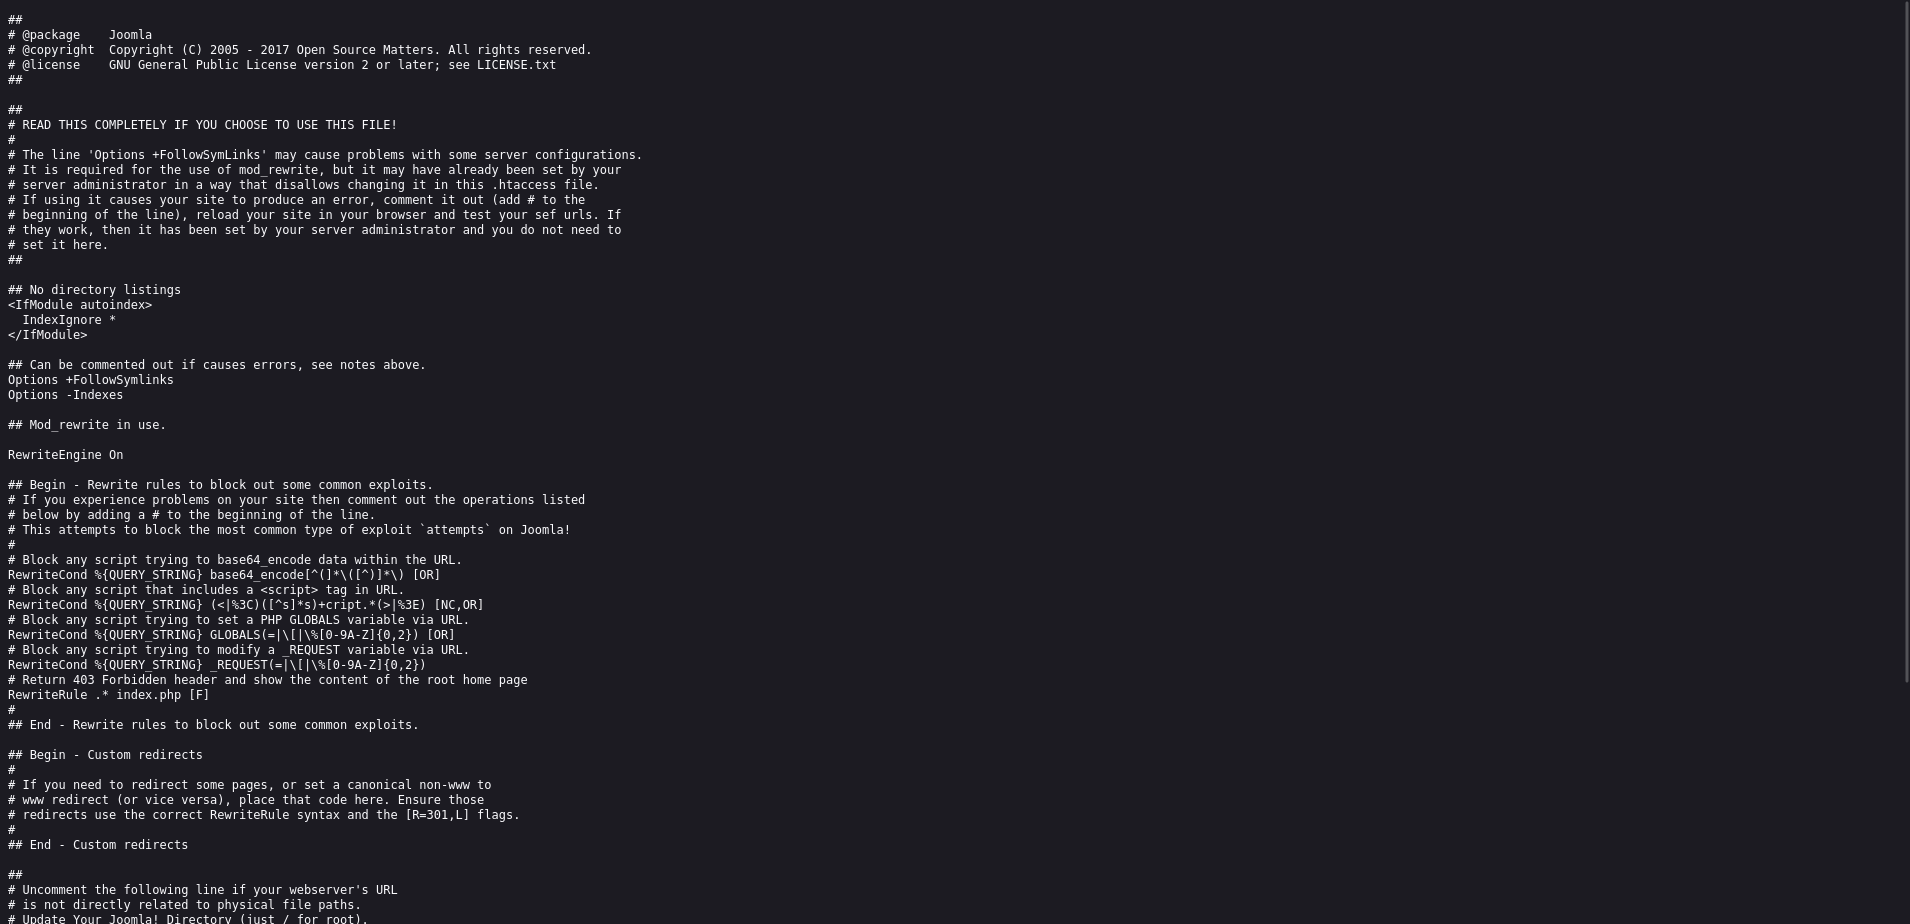 ##
# @package    Joomla
# @copyright  Copyright (C) 2005 - 2017 Open Source Matters. All rights reserved.
# @license    GNU General Public License version 2 or later; see LICENSE.txt
##

##
# READ THIS COMPLETELY IF YOU CHOOSE TO USE THIS FILE!
#
# The line 'Options +FollowSymLinks' may cause problems with some server configurations.
# It is required for the use of mod_rewrite, but it may have already been set by your
# server administrator in a way that disallows changing it in this .htaccess file.
# If using it causes your site to produce an error, comment it out (add # to the
# beginning of the line), reload your site in your browser and test your sef urls. If
# they work, then it has been set by your server administrator and you do not need to
# set it here.
##

## No directory listings
<IfModule autoindex>
  IndexIgnore *
</IfModule>

## Can be commented out if causes errors, see notes above.
Options +FollowSymlinks
Options -Indexes

## Mod_rewrite in use.

RewriteEngine On

## Begin - Rewrite rules to block out some common exploits.
# If you experience problems on your site then comment out the operations listed
# below by adding a # to the beginning of the line.
# This attempts to block the most common type of exploit `attempts` on Joomla!
#
# Block any script trying to base64_encode data within the URL.
RewriteCond %{QUERY_STRING} base64_encode[^(]*\([^)]*\) [OR]
# Block any script that includes a <script> tag in URL.
RewriteCond %{QUERY_STRING} (<|%3C)([^s]*s)+cript.*(>|%3E) [NC,OR]
# Block any script trying to set a PHP GLOBALS variable via URL.
RewriteCond %{QUERY_STRING} GLOBALS(=|\[|\%[0-9A-Z]{0,2}) [OR]
# Block any script trying to modify a _REQUEST variable via URL.
RewriteCond %{QUERY_STRING} _REQUEST(=|\[|\%[0-9A-Z]{0,2})
# Return 403 Forbidden header and show the content of the root home page
RewriteRule .* index.php [F]
#
## End - Rewrite rules to block out some common exploits.

## Begin - Custom redirects
#
# If you need to redirect some pages, or set a canonical non-www to
# www redirect (or vice versa), place that code here. Ensure those
# redirects use the correct RewriteRule syntax and the [R=301,L] flags.
#
## End - Custom redirects

##
# Uncomment the following line if your webserver's URL
# is not directly related to physical file paths.
# Update Your Joomla! Directory (just / for root).